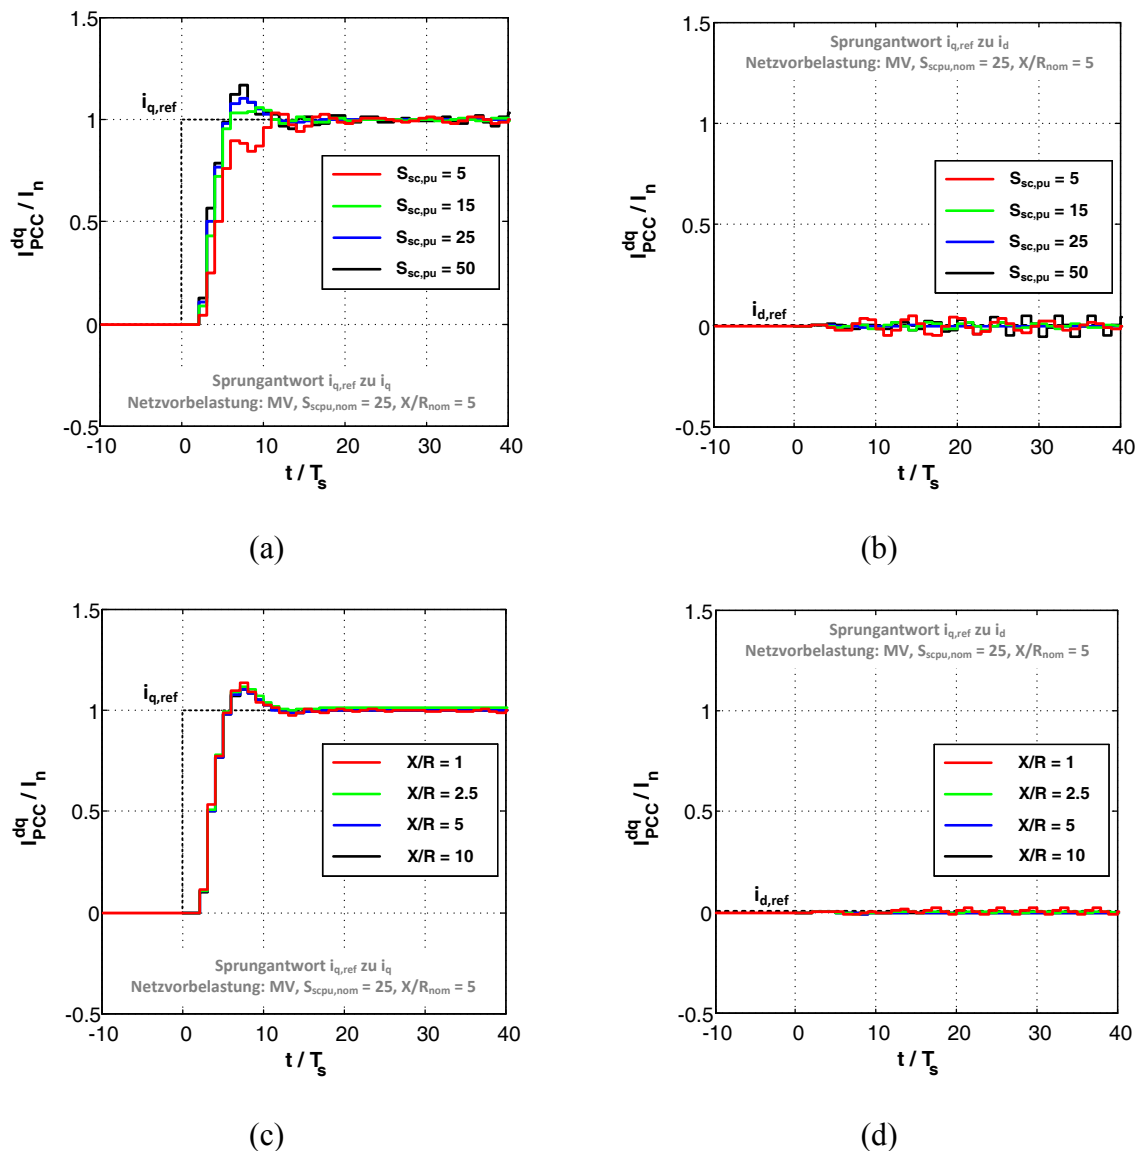 1.5
1
0.5
0
-0.5
-10
0
10
20
30
40
I^dq_PCC / I_n
t / T_s
i_q,ref
S_sc,pu = 5
S_sc,pu = 15
S_sc,pu = 25
S_sc,pu = 50
Sprungantwort i_q,ref zu i_q
Netzvorbelastung: MV, S_scpu,nom = 25, X/R_nom = 5
(a)
Sprungantwort i_q,ref zu i_d
Netzvorbelastung: MV, S_scpu,nom = 25, X/R_nom = 5
1.5
1
0.5
0
-0.5
-10
0
10
20
30
40
I^dq_PCC / I_n
t / T_s
i_d,ref
S_sc,pu = 5
S_sc,pu = 15
S_sc,pu = 25
S_sc,pu = 50
(b)
1.5
1
0.5
0
-0.5
-10
0
10
20
30
40
I^dq_PCC / I_n
t / T_s
i_q,ref
X/R = 1
X/R = 2.5
X/R = 5
X/R = 10
Sprungantwort i_q,ref zu i_q
Netzvorbelastung: MV, S_scpu,nom = 25, X/R_nom = 5
(c)
Sprungantwort i_q,ref zu i_d
Netzvorbelastung: MV, S_scpu,nom = 25, X/R_nom = 5
1.5
1
0.5
0
-0.5
-10
0
10
20
30
40
I^dq_PCC / I_n
t / T_s
i_d,ref
X/R = 1
X/R = 2.5
X/R = 5
X/R = 10
(d)